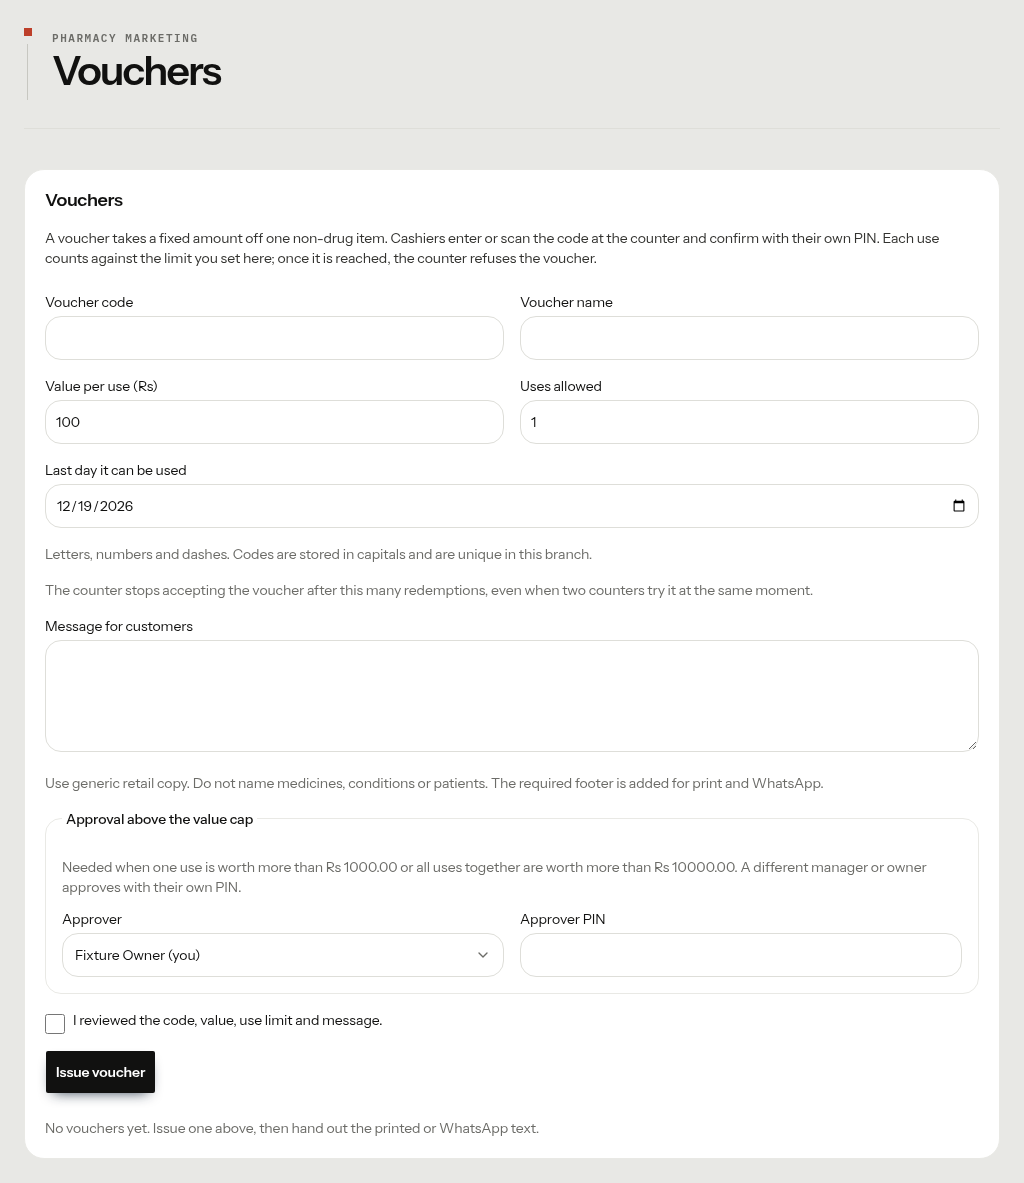 PHARMACY MARKETING
Vouchers
Vouchers
A voucher takes a fixed amount off one non-drug item. Cashiers enter or scan the code at the counter and confirm with their own PIN. Each use
counts against the limit you set here; once it is reached, the counter refuses the voucher.
Voucher code
Voucher name
Value per use (Rs)
Uses allowed
100
1
Last day it can be used
12/19/2026
Letters, numbers and dashes. Codes are stored in capitals and are unique in this branch.
The counter stops accepting the voucher after this many redemptions, even when two counters try it at the same moment.
Message for customers
Use generic retail copy. Do not name medicines, conditions or patients. The required footer is added for print and WhatsApp.
Approval above the value cap
Needed when one use is worth more than Rs 1000.00 or all uses together are worth more than Rs 10000.00. A different manager or owner
approves with their own PIN.
Approver
Approver PIN
Fixture Owner (you)
I reviewed the code, value, use limit and message.
Issue voucher
No vouchers yet. Issue one above, then hand out the printed or WhatsApp text.